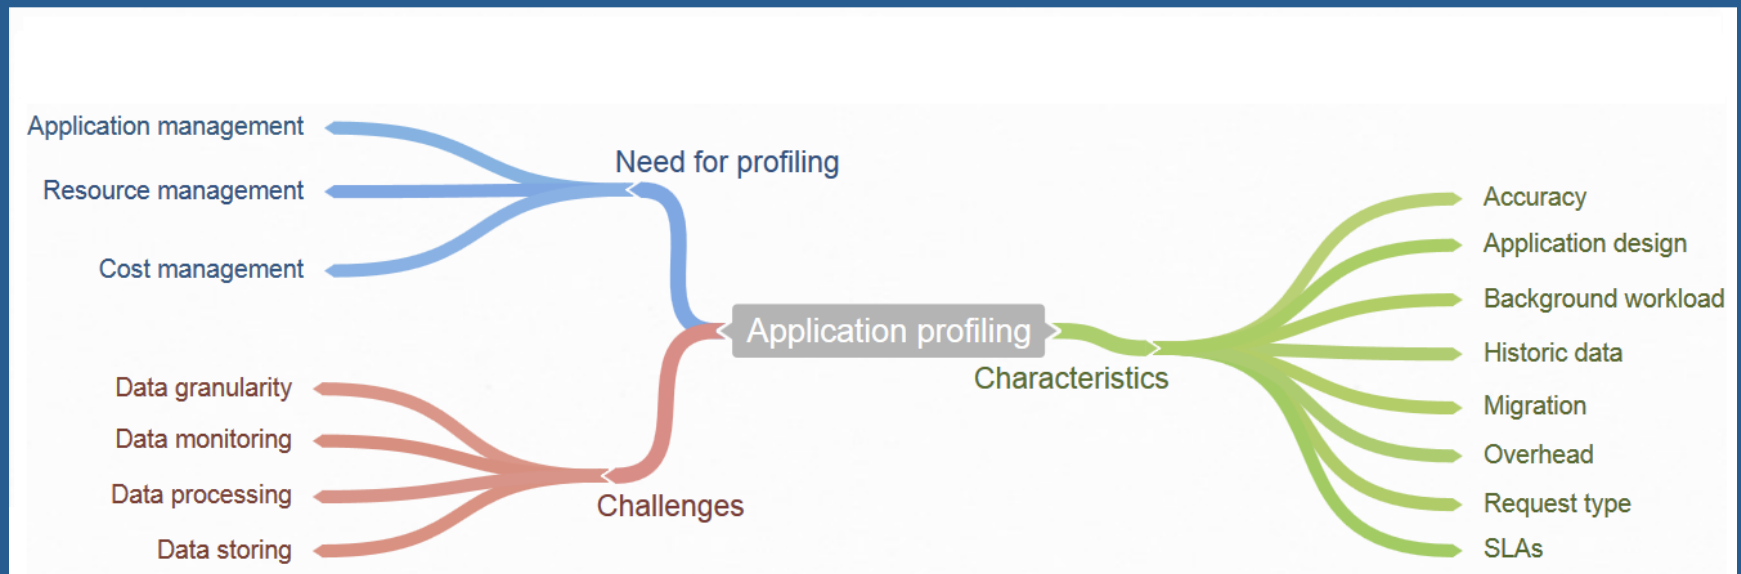 Application profiling
Need for profiling
Application management
Resource management
Cost management
Challenges
Data granularity
Data monitoring
Data processing
Data storing
Characteristics
Accuracy
Application design
Background workload
Historic data
Migration
Overhead
Request type
SLAs